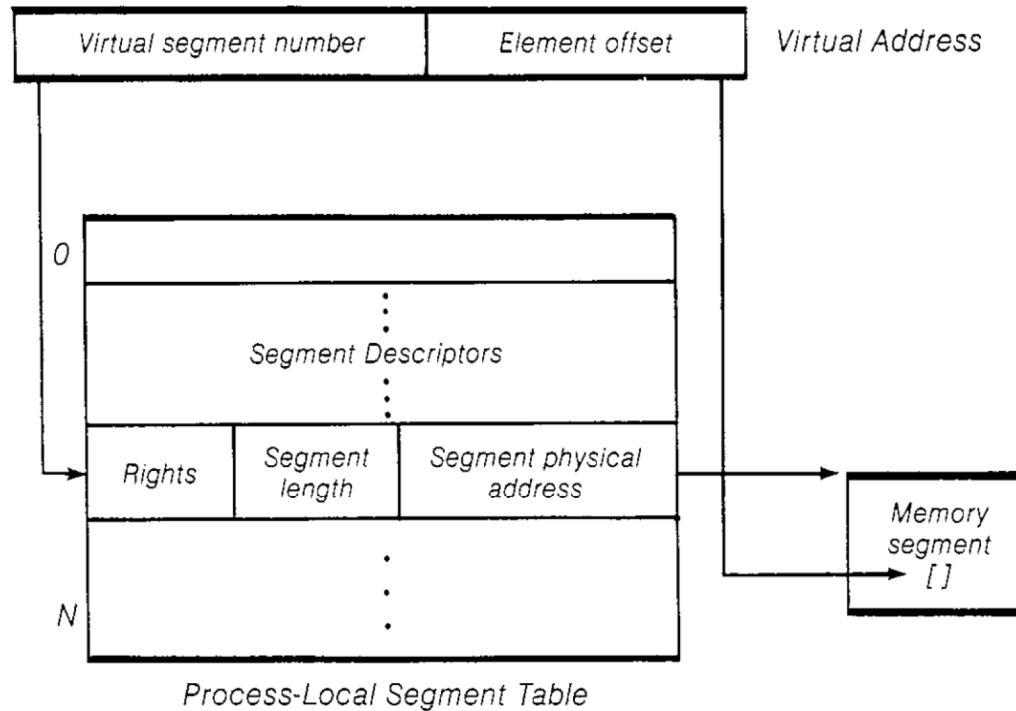 Virtual segment number
Element offset
Virtual Address
0
Segment Descriptors
Rights
Segment
length
Segment physical
address
Memory
segment
[ ]
N
Process-Local Segment Table